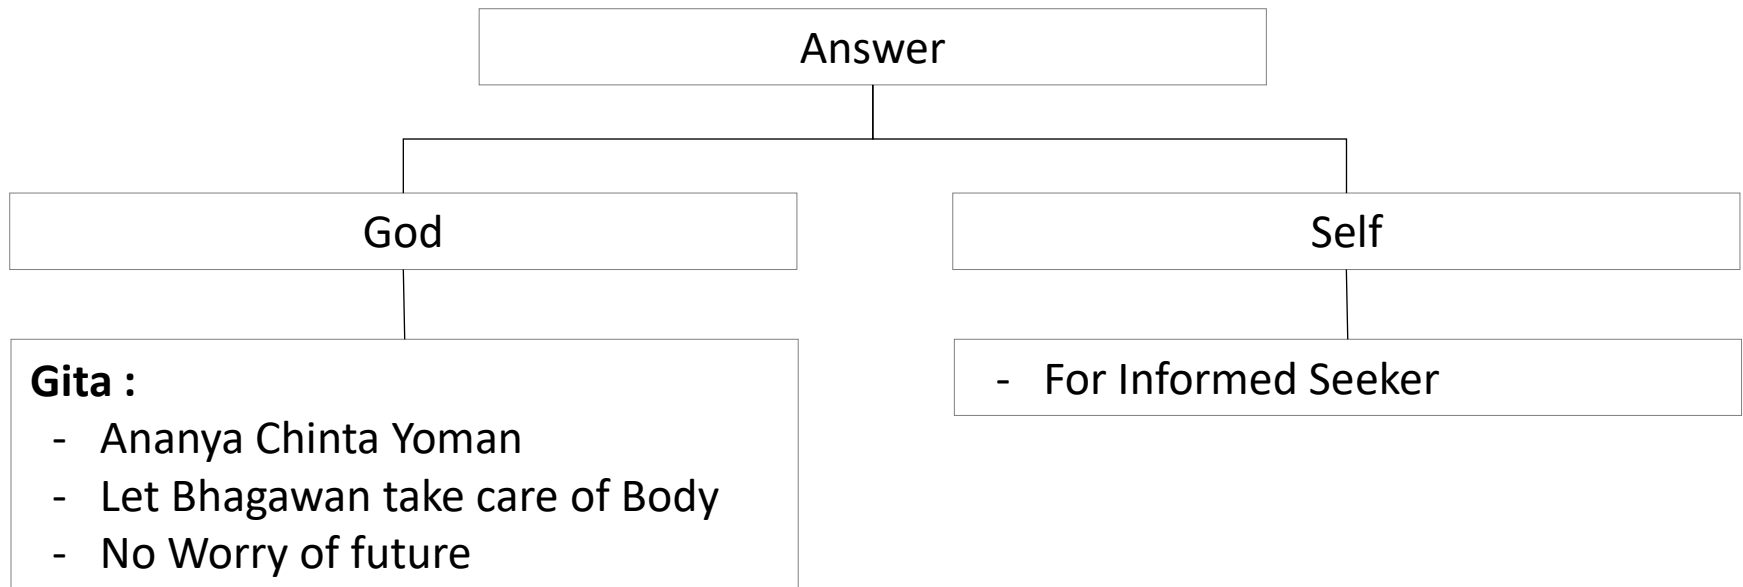 Answer
God
Self
Gita :
- Ananya Chinta Yoman
- Let Bhagawan take care of Body
- No Worry of future
- For Informed Seeker